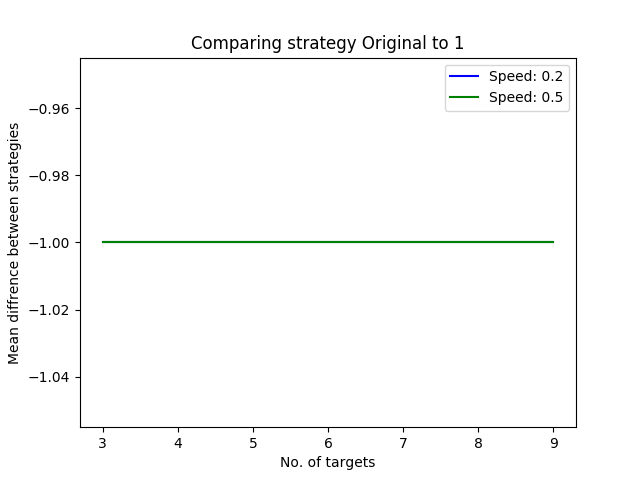 Comparing strategy Original to 1
Speed: 0.2
Speed: 0.5
−0.96
−0.98
−1.00
−1.02
−1.04
Mean diffrence between strategies
3 4 5 6 7 8 9
No. of targets